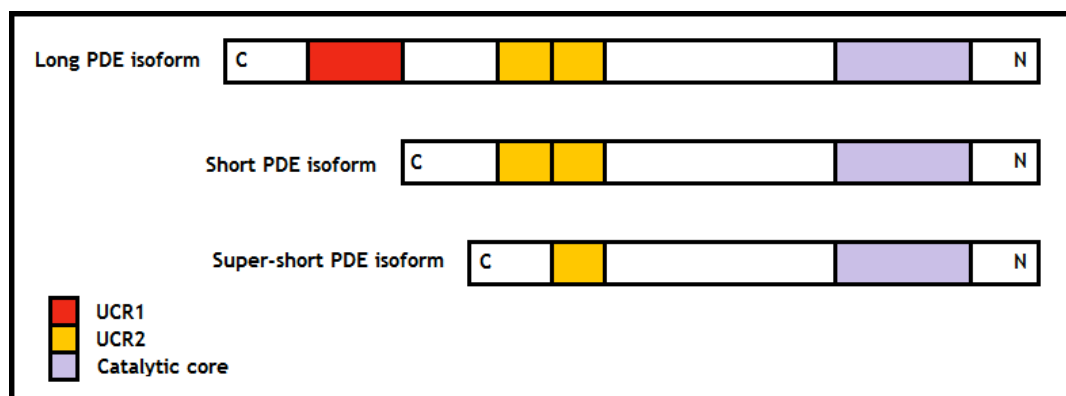 Long PDE isoform C N
Short PDE isoform C N
Super-short PDE isoform C N
UCR1
UCR2
Catalytic core